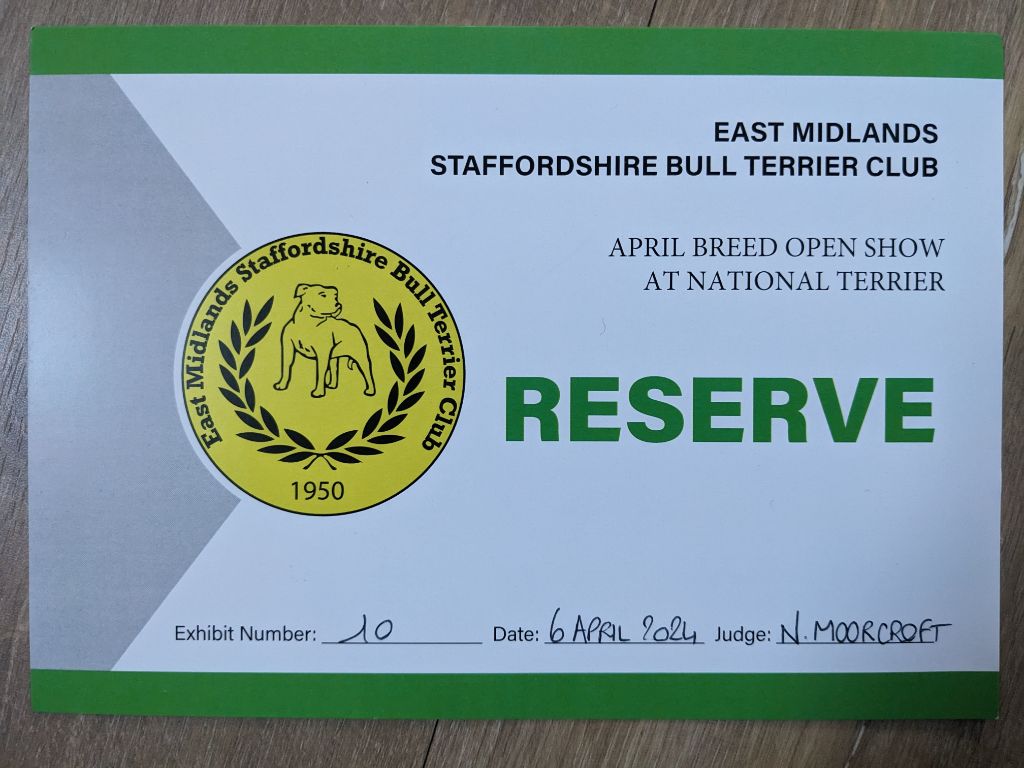 EAST MIDLANDS
STAFFORDSHIRE BULL TERRIER CLUB
APRIL BREED OPEN SHOW
AT NATIONAL TERRIER
East Midlands Staffordshire Bull Terrier Club
1950
RESERVE
Exhibit Number: 10 Date: 6 APRIL 2024 Judge: N. MOORCROFT